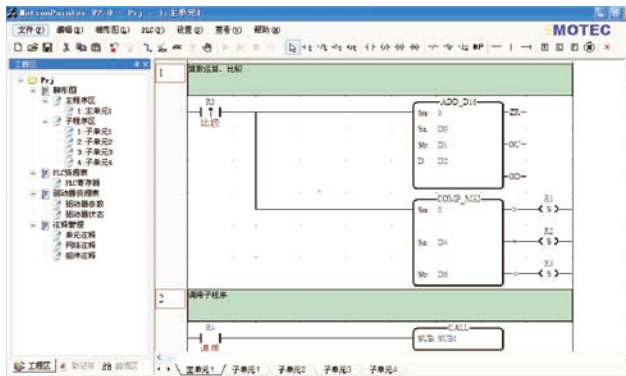 MotionPainter V2.0 - Prj - 1:主单元1
文件(F) 编辑(E) 梯形图(L) PLC(P) 设置(S) 查看(V) 帮助(H)
MOTEC
工程区
Prj
梯形图
主程序区
1:主单元1
子程序区
1:子单元1
2:子单元2
3:子单元3
4:子单元4
PLC资源表
PLC寄存器
驱动器资源表
驱动器参数
驱动器状态
注释管理
单元注释
网络注释
组件注释
工程区
1
算数运算、比较
R0
比较
ADD_D16
Sm 0
Sa D0
Sb D1
D D2
ZR
OC
OD
COMP_M32
Sm 0
Sa D4
Sb D6
R1
S
R2
S
R3
S
2
调用子程序
R4
调用
CALL
SUB SUB1
主单元1 子单元1 子单元2 子单元3 子单元4